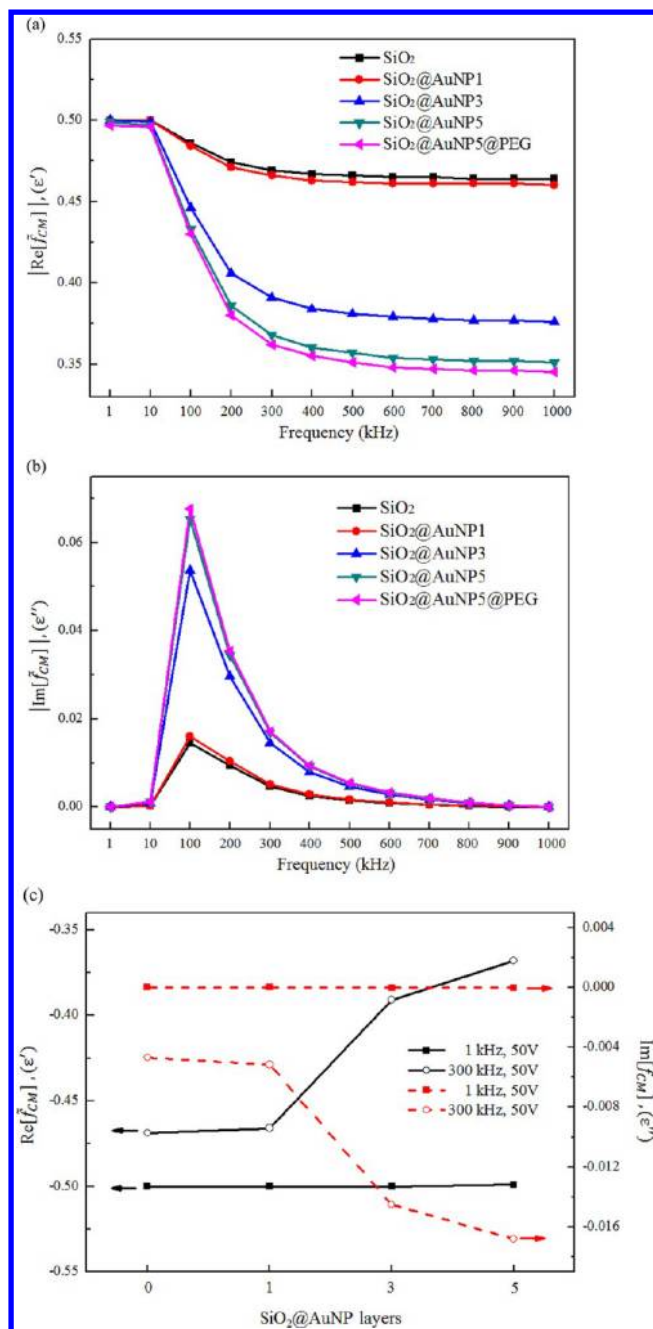 (a)
0.55
0.50
0.45
0.40
0.35
|Re[f̃_CM]|, (ε′)
SiO₂
SiO₂@AuNP1
SiO₂@AuNP3
SiO₂@AuNP5
SiO₂@AuNP5@PEG
1 10 100 200 300 400 500 600 700 800 900 1000
Frequency (kHz)
(b)
0.06
0.04
0.02
0.00
|Im[f̃_CM]|, (ε″)
SiO₂
SiO₂@AuNP1
SiO₂@AuNP3
SiO₂@AuNP5
SiO₂@AuNP5@PEG
1 10 100 200 300 400 500 600 700 800 900 1000
Frequency (kHz)
(c)
-0.35
-0.40
-0.45
-0.50
-0.55
Re[f̃_CM], (ε′)
1 kHz, 50V
300 kHz, 50V
1 kHz, 50V
300 kHz, 50V
0.004
0.000
-0.004
-0.008
-0.012
-0.016
Im[f̃_CM], (ε″)
0 1 3 5
SiO₂@AuNP layers